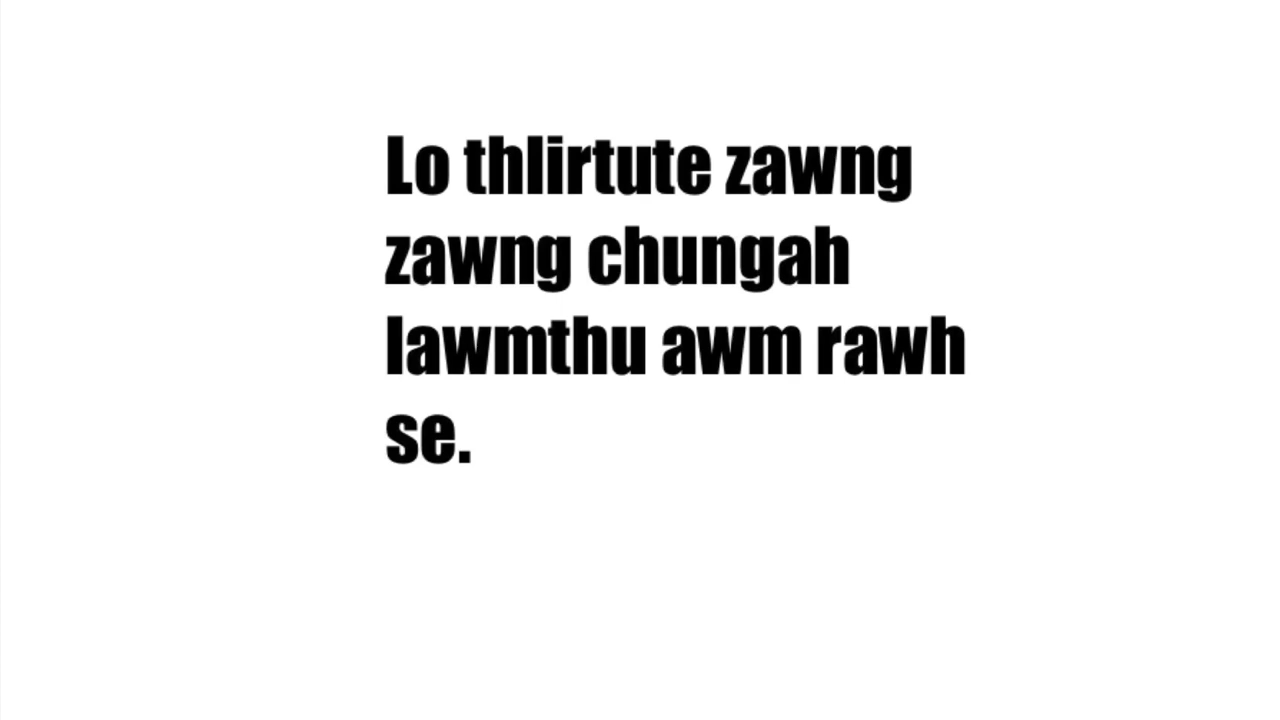 Lo thlirtute zawng
zawng chungah
lawmthu awm rawh
se.